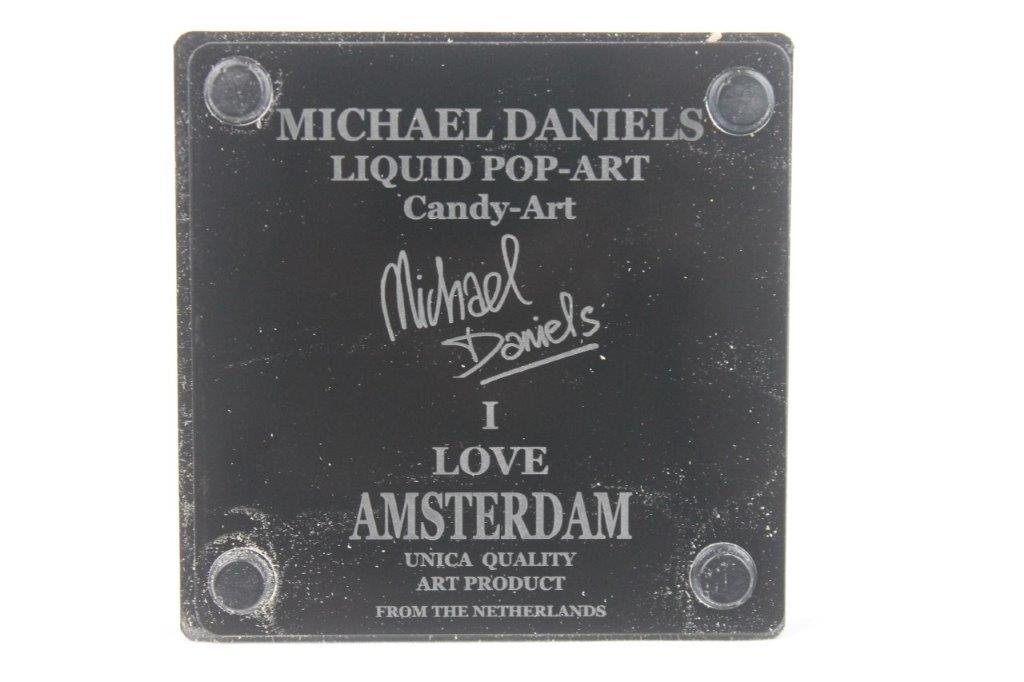 MICHAEL DANIELS
LIQUID POP-ART
Candy-Art
Michael
Daniels
I
LOVE
AMSTERDAM
UNICA QUALITY
ART PRODUCT
FROM THE NETHERLANDS